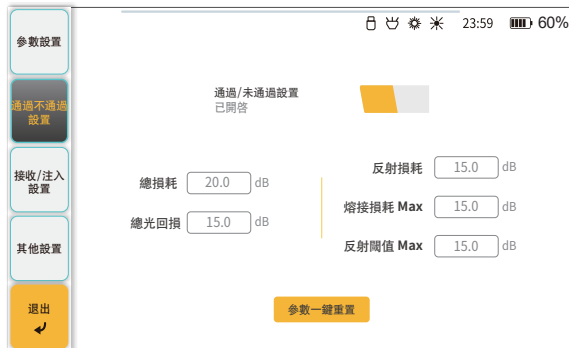 23:59 60%
參數設置
通過不通過
設置
接收/注入
設置
其他設置
退出
通過/未通過設置
已開啓
總損耗 20.0 dB
總光回損 15.0 dB
反射損耗 15.0 dB
熔接損耗 Max 15.0 dB
反射閾值 Max 15.0 dB
參數一鍵重置